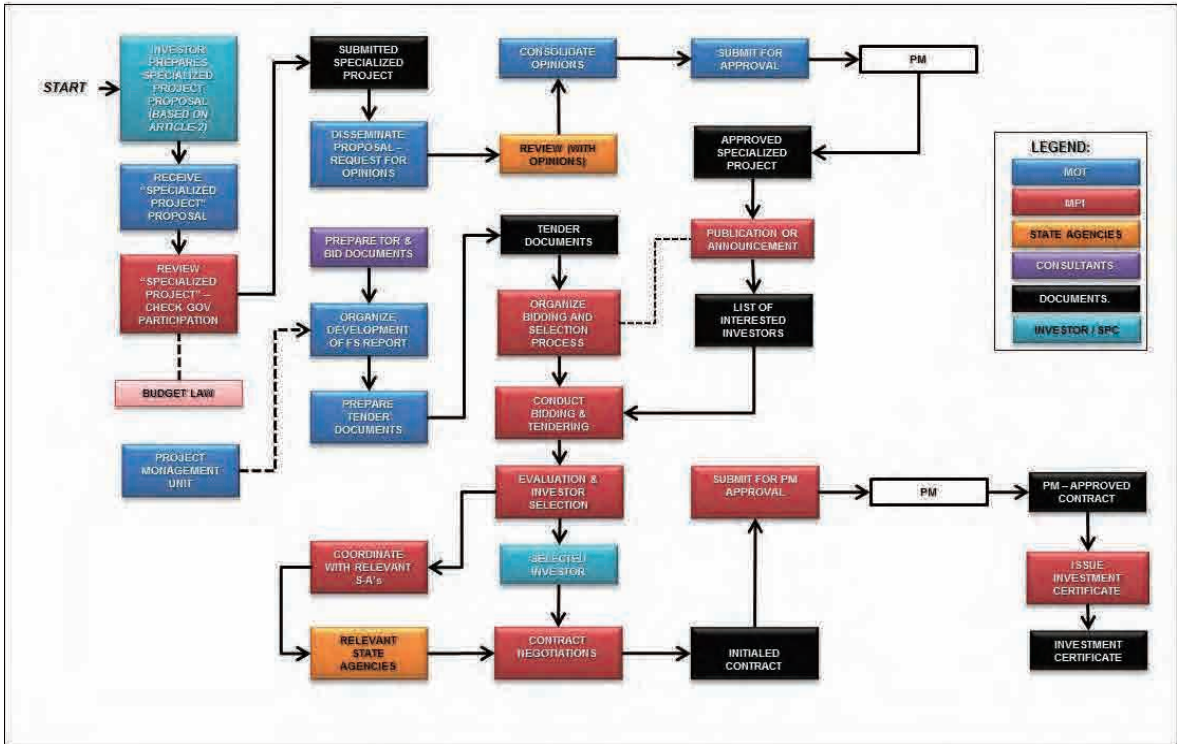 START
INVESTOR
PREPARES
SPECIALIZED
PROJECT
PROPOSAL
(BASED ON
ARTICLE-2)
RECEIVE
"SPECIALIZED
PROJECT"
PROPOSAL
REVIEW
"SPECIALIZED
PROJECT" –
CHECK GOV
PARTICIPATION
BUDGET LAW
PROJECT
MANAGEMENT
UNIT
SUBMITTED
SPECIALIZED
PROJECT
DISSEMINATE
PROPOSAL –
REQUEST FOR
OPINIONS
PREPARE TOR &
BID DOCUMENTS
ORGANIZE
DEVELOPMENT
OF FS REPORT
PREPARE
TENDER
DOCUMENTS
COORDINATE
WITH RELEVANT
S-A's
RELEVANT
STATE
AGENCIES
CONSOLIDATE
OPINIONS
REVIEW (WITH
OPINIONS)
TENDER
DOCUMENTS
ORGANIZE
BIDDING AND
SELECTION
PROCESS
CONDUCT
BIDDING &
TENDERING
EVALUATION &
INVESTOR
SELECTION
SELECTED
INVESTOR
CONTRACT
NEGOTIATIONS
SUBMIT FOR
APPROVAL
PM
APPROVED
SPECIALIZED
PROJECT
PUBLICATION OR
ANNOUNCEMENT
LIST OF
INTERESTED
INVESTORS
SUBMIT FOR PM
APPROVAL
INITIALED
CONTRACT
PM
PM – APPROVED
CONTRACT
ISSUE
INVESTMENT
CERTIFICATE
INVESTMENT
CERTIFICATE
LEGEND:
MOT
MPI
STATE AGENCIES
CONSULTANTS
DOCUMENTS.
INVESTOR / SPC